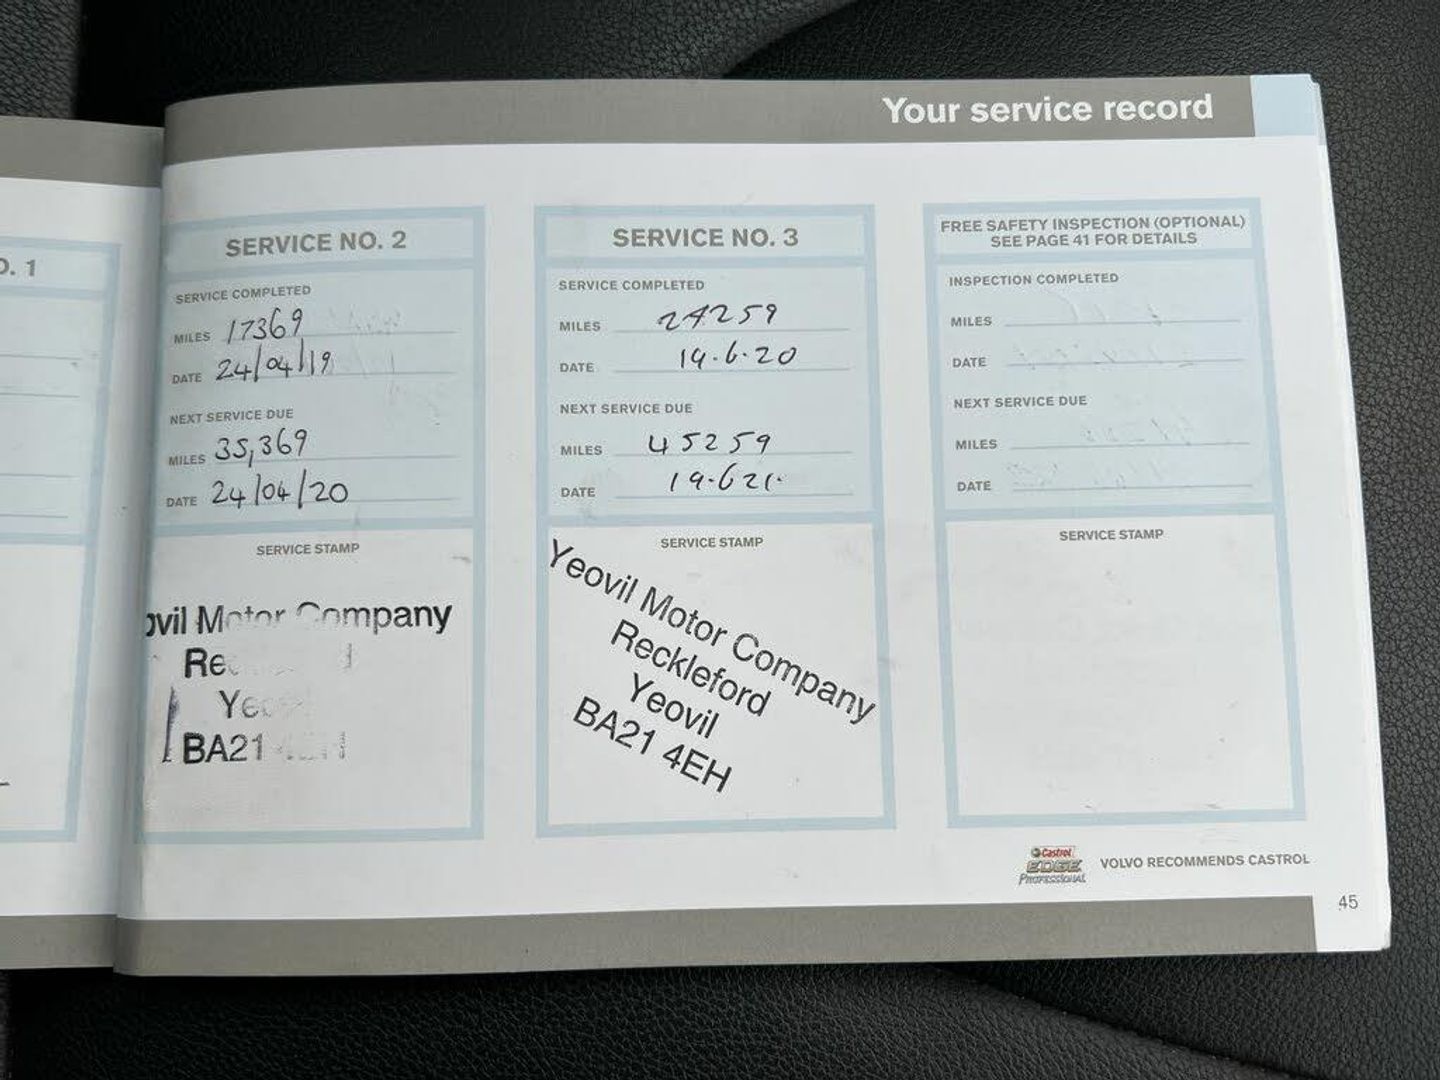 Your service record
O. 1
SERVICE NO. 2
SERVICE COMPLETED
MILES 17369
DATE 24/04/19
NEXT SERVICE DUE
MILES 35,369
DATE 24/04/20
SERVICE STAMP
ovil Motor Company
BA21 4EH
SERVICE NO. 3
SERVICE COMPLETED
MILES 27259
DATE 19.6.20
NEXT SERVICE DUE
MILES 45259
DATE 19.6 21.
SERVICE STAMP
Yeovil Motor Company
Reckleford
Yeovil
BA21 4EH
FREE SAFETY INSPECTION (OPTIONAL)
SEE PAGE 41 FOR DETAILS
INSPECTION COMPLETED
MILES
DATE
NEXT SERVICE DUE
MILES
DATE
SERVICE STAMP
Castrol
EDGE
PROFESSIONAL
VOLVO RECOMMENDS CASTROL
45